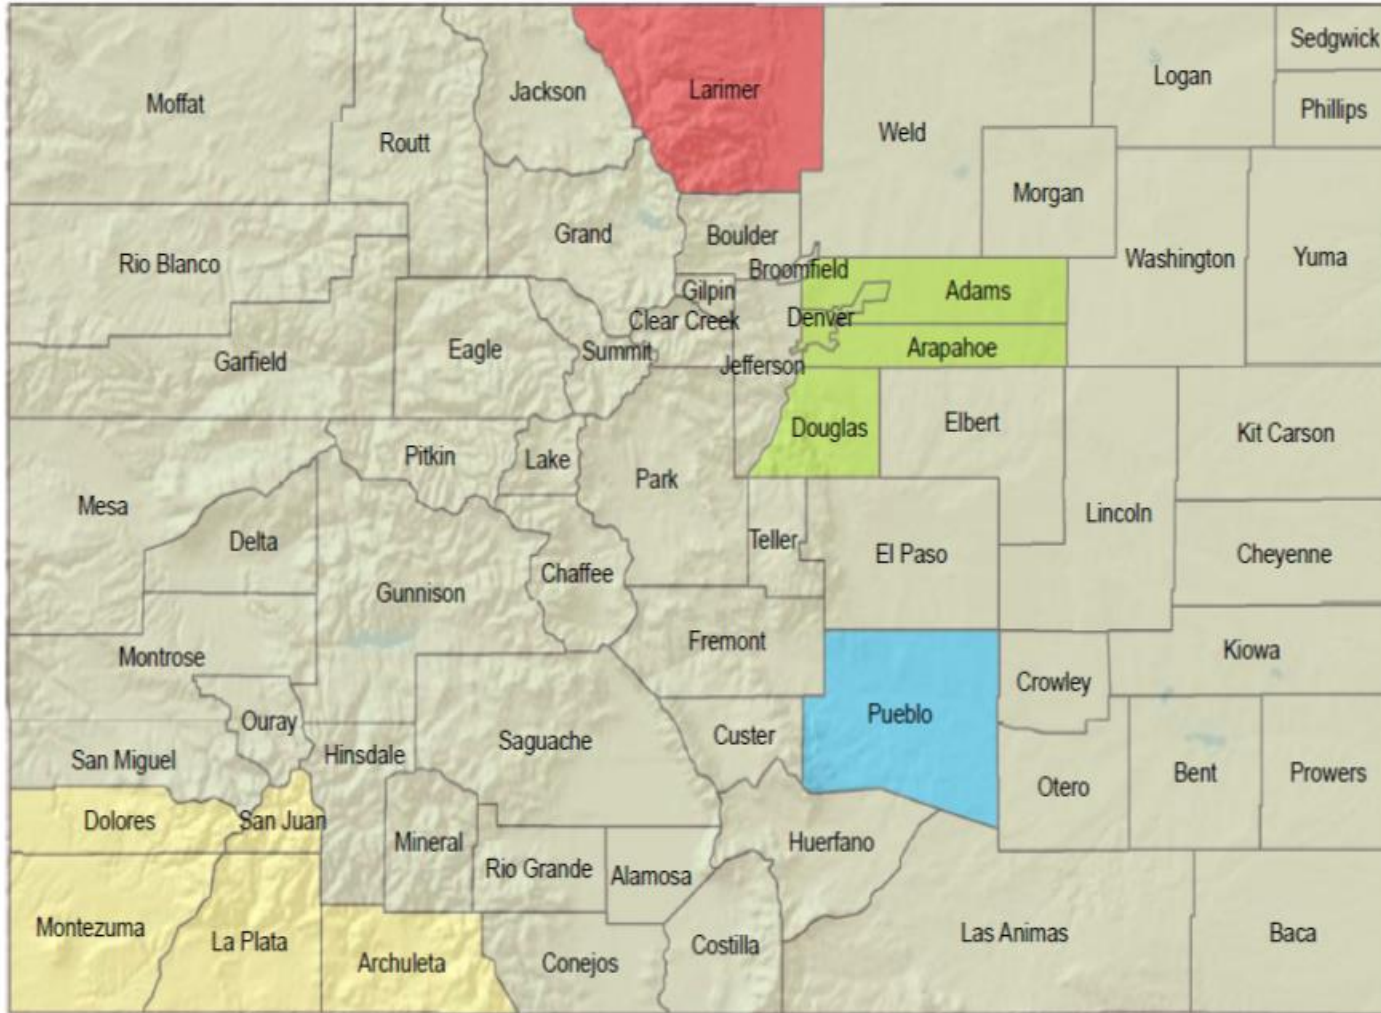 Sedgwick
Logan
Larimer
Jackson
Moffat
Phillips
Weld
Routt
Morgan
Grand
Boulder
Yuma
Washington
Rio Blanco
Broomfield
Gilpin
Adams
Denver
Clear Creek
Arapahoe
Eagle
Summit
Garfield
Jefferson
Elbert
Douglas
Kit Carson
Pitkin
Lake
Park
Mesa
Lincoln
Delta
Teller
El Paso
Cheyenne
Chaffee
Gunnison
Fremont
Kiowa
Montrose
Crowley
Pueblo
Ouray
Custer
Saguache
Hinsdale
San Miguel
Bent
Prowers
Otero
Dolores
San Juan
Mineral
Huerfano
Rio Grande
Alamosa
Montezuma
La Plata
Las Animas
Baca
Costilla
Archuleta
Conejos